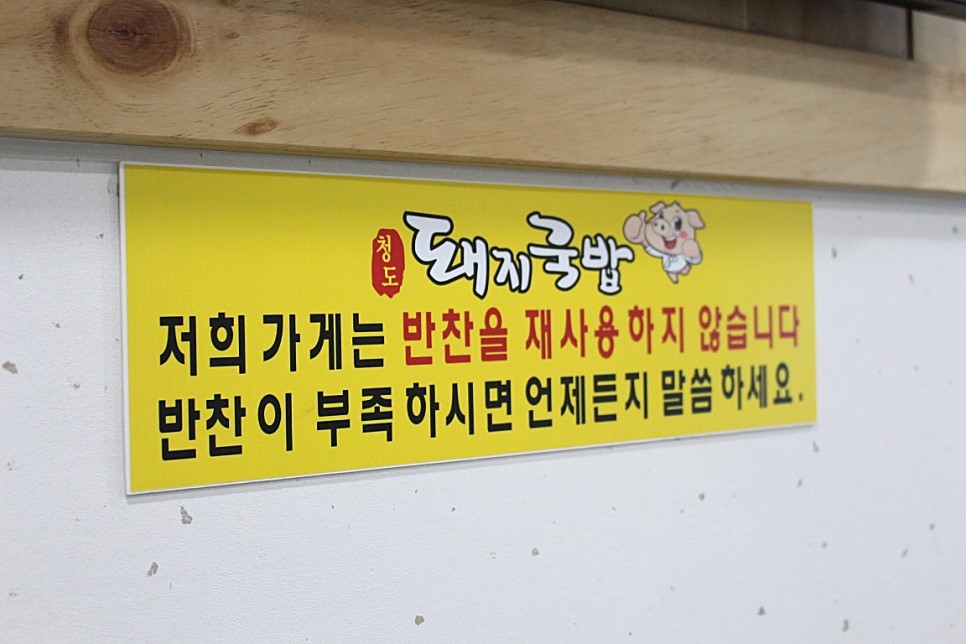 청도 돼지국밥
저희 가게는 반찬을 재사용하지 않습니다
반찬이 부족하시면 언제든지 말씀하세요.